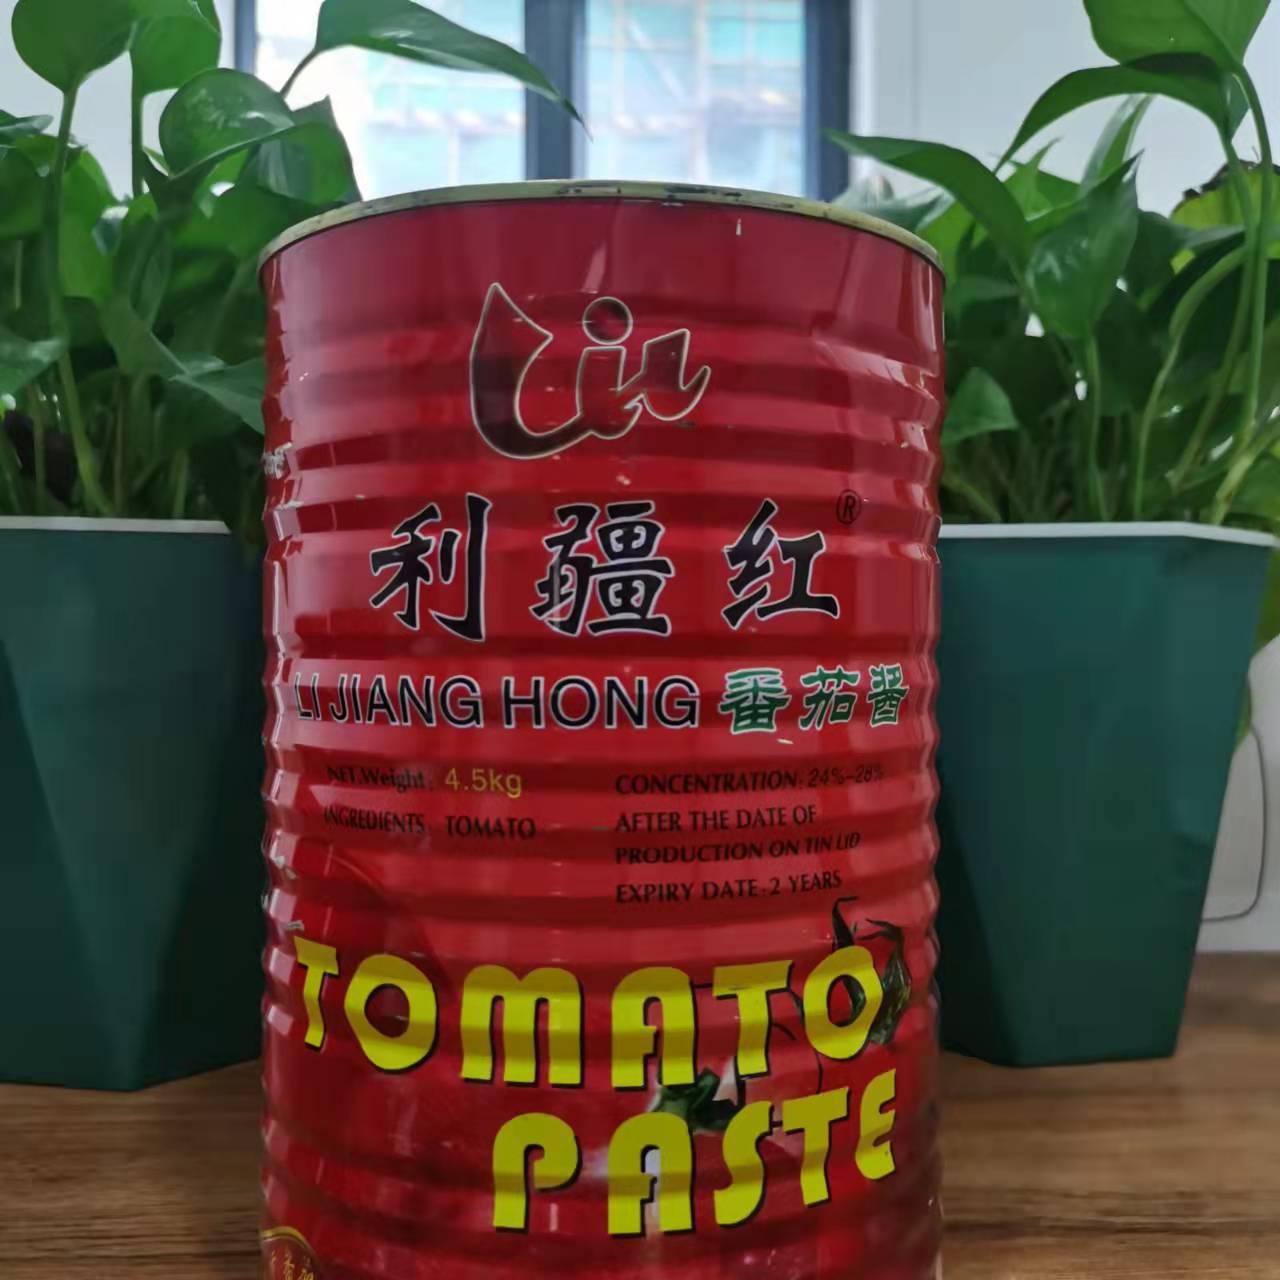 Lin
利疆红®
LI JIANG HONG 番茄酱
NET.Weight: 4.5kg
INGREDIENTS: TOMATO
CONCENTRATION: 24%-28%
AFTER THE DATE OF
PRODUCTION ON TIN LID
EXPIRY DATE: 2 YEARS
TOMATO
PASTE